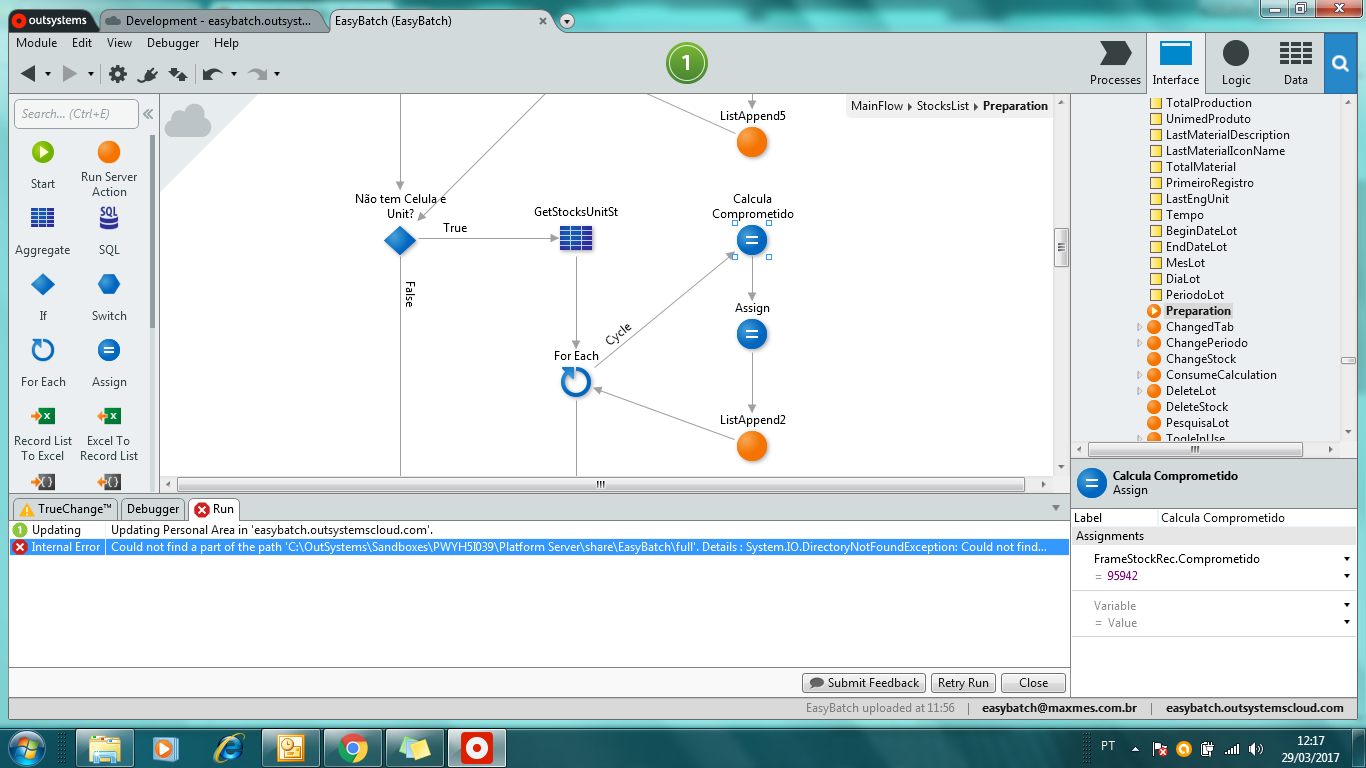 outsystems
Development - easybatch.outsyst...
EasyBatch (EasyBatch)
Module Edit View Debugger Help
1
Processes Interface Logic Data
Search... (Ctrl+E)
Start
Run Server Action
Aggregate
SQL
If
Switch
For Each
Assign
Record List To Excel
Excel To Record List
MainFlow StocksList Preparation
ListAppend5
Não tem Celula e Unit?
True
False
GetStocksUnitSt
Calcula Comprometido
Cycle
Assign
For Each
ListAppend2
TotalProduction
UnimedProduto
LastMaterialDescription
LastMaterialIconName
TotalMaterial
PrimeiroRegistro
LastEngUnit
Tempo
BeginDateLot
EndDateLot
MesLot
DiaLot
PeriodoLot
Preparation
ChangedTab
ChangePeriodo
ChangeStock
ConsumeCalculation
DeleteLot
DeleteStock
PesquisaLot
TogleInUse
Calcula Comprometido
Assign
Label Calcula Comprometido
Assignments
FrameStockRec.Comprometido
= 95942
Variable
= Value
TrueChange™ Debugger Run
1 Updating Updating Personal Area in 'easybatch.outsystemscloud.com'.
Internal Error Could not find a part of the path 'C:\OutSystems\Sandboxes\PWYH5I039\Platform Server\share\EasyBatch\full'. Details : System.IO.DirectoryNotFoundException: Could not find...
Submit Feedback Retry Run Close
EasyBatch uploaded at 11:56 | easybatch@maxmes.com.br | easybatch.outsystemscloud.com
PT
12:17
29/03/2017